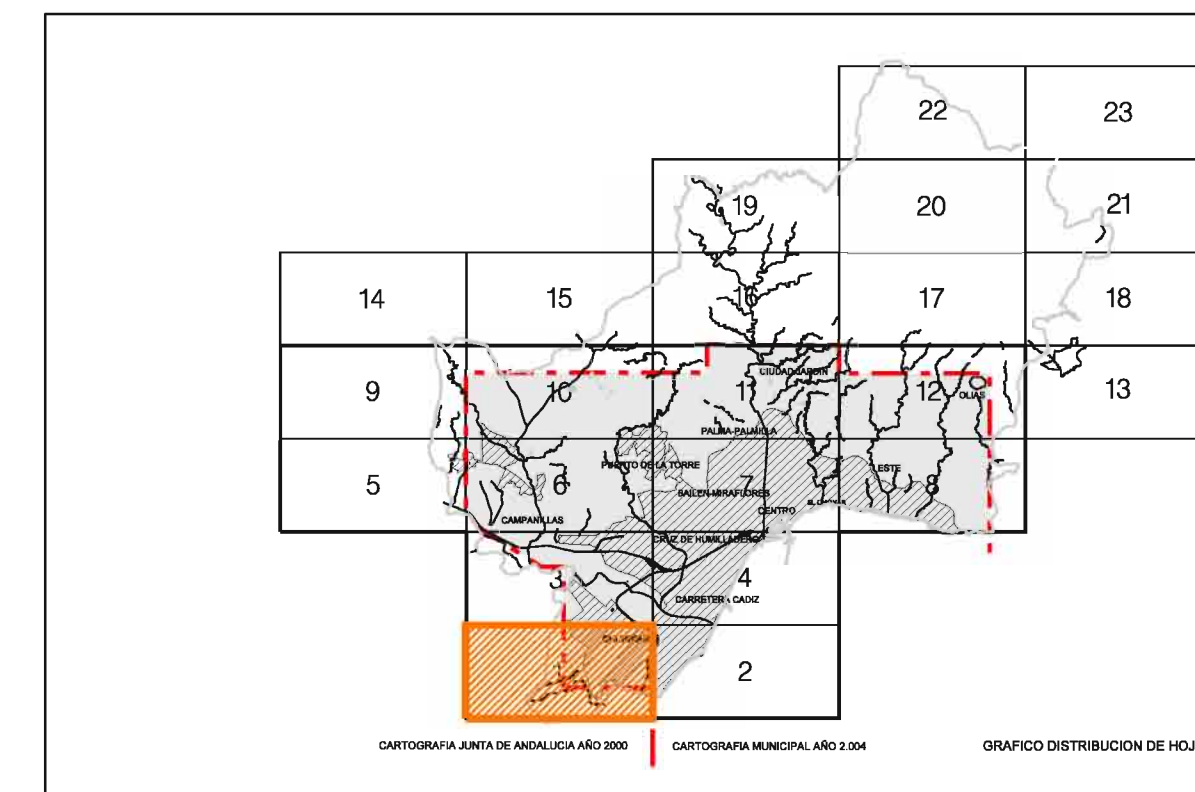 22
23
19
20
21
14
15
16
17
18
CIUDAD JARDIN
9
10
11
12
13
OLIAS
PALMA-PALMILLA
PUERTO DE LA TORRE
LESTE
5
6
7
8
BAILEN-MIRAFLORES
CENTRO
CAMPANILLAS
CRUZ DE HUMILLADERO
3
4
CARRETER CADIZ
2
CARTOGRAFIA JUNTA DE ANDALUCIA AÑO 2000
CARTOGRAFIA MUNICIPAL AÑO 2.004
GRAFICO DISTRIBUCION DE HOJ